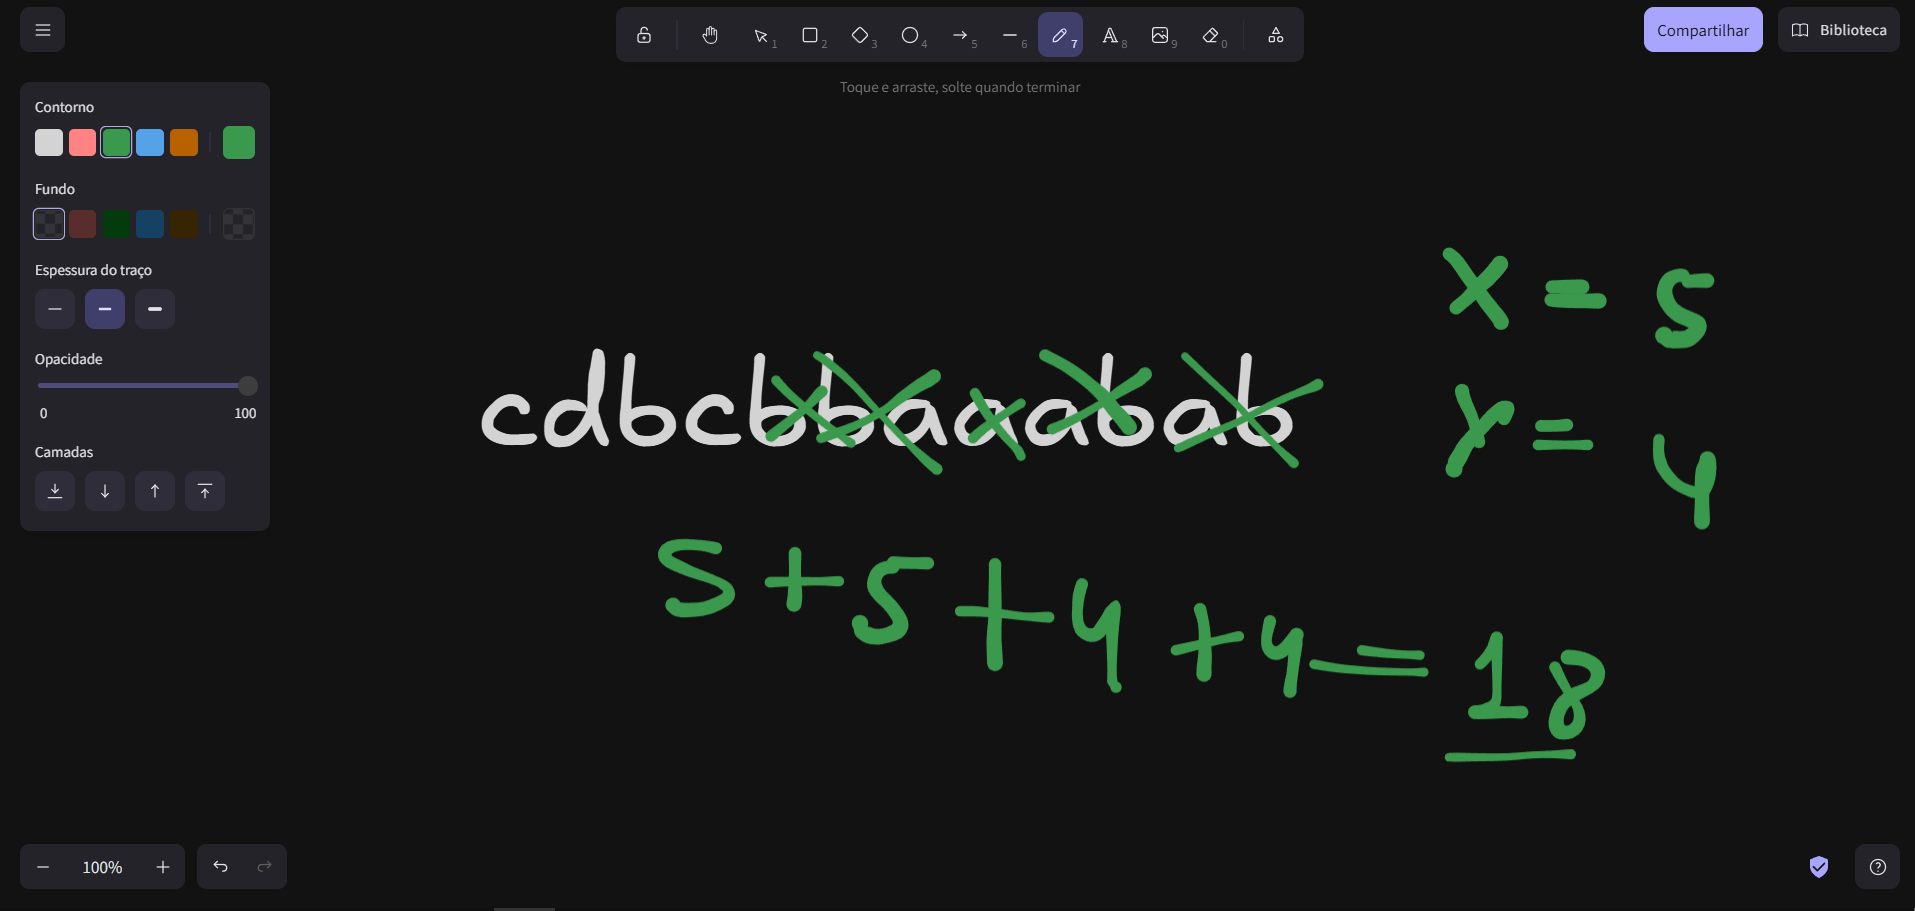 1 2 3 4 5 6 7 8 9 0
Compartilhar
Biblioteca
Toque e arraste, solte quando terminar
Contorno
Fundo
Espessura do traço
Opacidade
0 100
Camadas
cdbcbbaaabab
x = 5
y = 4
5 + 5 + 4 + 4 = 18
100%